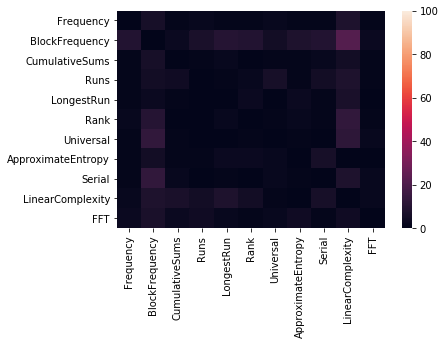 Frequency
BlockFrequency
CumulativeSums
Runs
LongestRun
Rank
Universal
ApproximateEntropy
Serial
LinearComplexity
FFT
Frequency
BlockFrequency
CumulativeSums
Runs
LongestRun
Rank
Universal
ApproximateEntropy
Serial
LinearComplexity
FFT
100
80
60
40
20
0